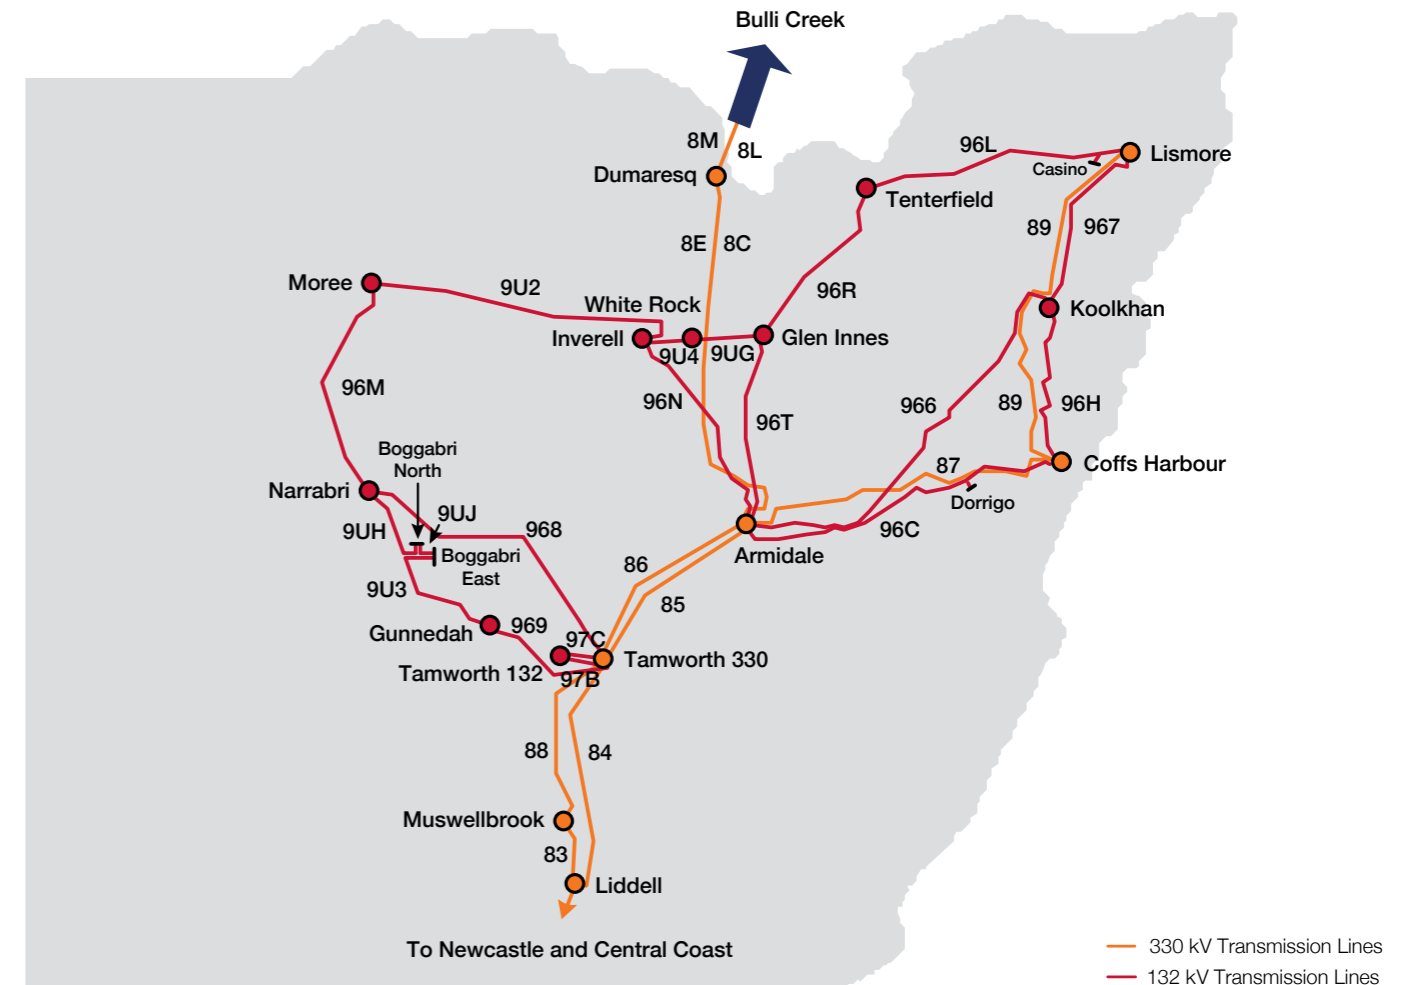 Bulli Creek
8M
8L
Dumaresq
96L
Casino
Lismore
Tenterfield
8E
8C
89
967
Moree
9U2
96R
White Rock
Koolkhan
Inverell
9U4
9UG
Glen Innes
96M
96N
96T
966
89
96H
Boggabri
North
87
Coffs Harbour
Narrabri
9UH
9UJ
968
Dorrigo
96C
Boggabri
East
Armidale
86
9U3
85
Gunnedah
969
97C
Tamworth 132
97B
Tamworth 330
88
84
Muswellbrook
83
Liddell
To Newcastle and Central Coast
330 kV Transmission Lines
132 kV Transmission Lines